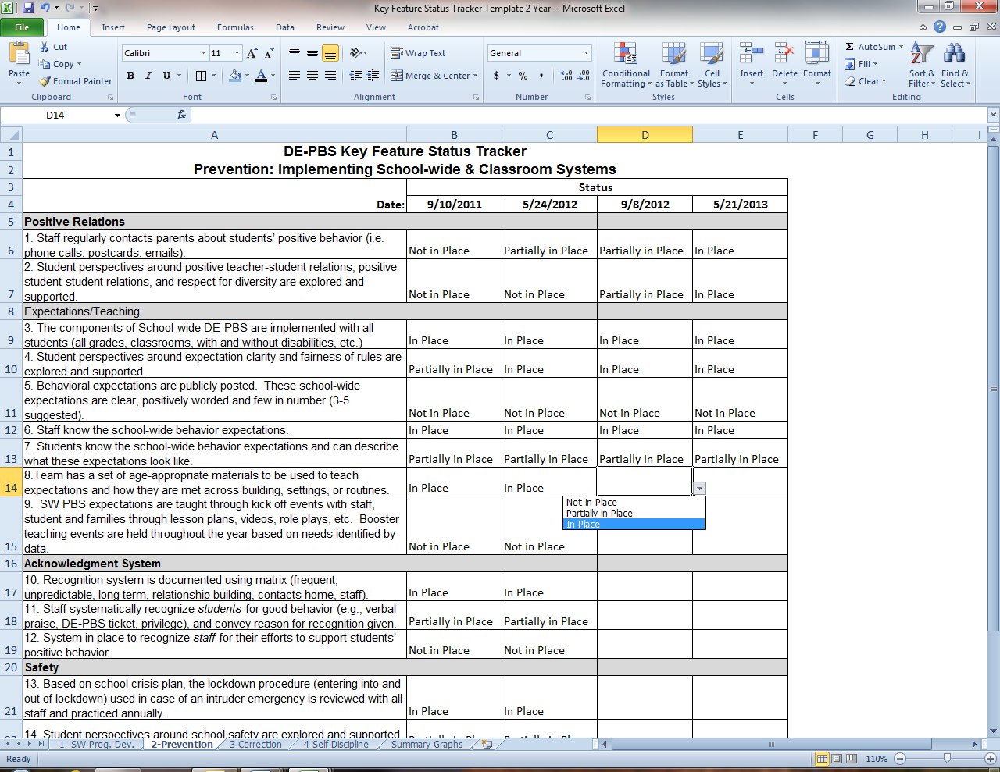 Key Feature Status Tracker Template 2 Year - Microsoft Excel
File Home Insert Page Layout Formulas Data Review View Acrobat
Paste
Cut
Copy
Format Painter
Clipboard
Calibri 11
B I U
Font
Wrap Text
Merge & Center
Alignment
General
$ % ,
Number
Conditional Formatting
Format as Table
Cell Styles
Styles
Insert Delete Format
Cells
AutoSum
Fill
Clear
Sort & Filter
Find & Select
Editing
D14 fx
A B C D E F G H I
1 DE-PBS Key Feature Status Tracker
2 Prevention: Implementing School-wide & Classroom Systems
3 Status
4 Date: 9/10/2011 5/24/2012 9/8/2012 5/21/2013
5 Positive Relations
1. Staff regularly contacts parents about students' positive behavior (i.e.
6 phone calls, postcards, emails). Not in Place Partially in Place Partially in Place In Place
2. Student perspectives around positive teacher-student relations, positive
student-student relations, and respect for diversity are explored and
7 supported. Not in Place Not in Place Partially in Place In Place
8 Expectations/Teaching
3. The components of School-wide DE-PBS are implemented with all
9 students (all grades, classrooms, with and without disabilities, etc.) In Place In Place In Place In Place
4. Student perspectives around expectation clarity and fairness of rules are
10 explored and supported. Partially in Place In Place In Place In Place
5. Behavioral expectations are publicly posted.  These school-wide
expectations are clear, positively worded and few in number (3-5
11 suggested). Not in Place Not in Place Not in Place Not in Place
12 6. Staff know the school-wide behavior expectations. In Place In Place In Place In Place
7. Students know the school-wide behavior expectations and can describe
13 what these expectations look like. Partially in Place Partially in Place Partially in Place Partially in Place
8.Team has a set of age-appropriate materials to be used to teach
14 expectations and how they are met across building, settings, or routines. In Place In Place
Not in Place
Partially in Place
In Place
9.  SW PBS expectations are taught through kick off events with staff,
student and families through lesson plans, videos, role plays, etc.  Booster
teaching events are held throughout the year based on needs identified by
15 data. Not in Place Not in Place
16 Acknowledgment System
10. Recognition system is documented using matrix (frequent,
17 unpredictable, long term, relationship building, contacts home, staff). In Place In Place
11. Staff systematically recognize students for good behavior (e.g., verbal
18 praise, DE-PBS ticket, privilege), and convey reason for recognition given. Partially in Place Partially in Place
12. System in place to recognize staff for their efforts to support students'
19 positive behavior. Not in Place Not in Place
20 Safety
13. Based on school crisis plan, the lockdown procedure (entering into and
out of lockdown) used in case of an intruder emergency is reviewed with all
21 staff and practiced annually. In Place In Place
14. Student perspectives around school safety are explored and supported
1- SW Prog. Dev. 2-Prevention 3-Correction 4-Self-Discipline Summary Graphs
Ready 110%